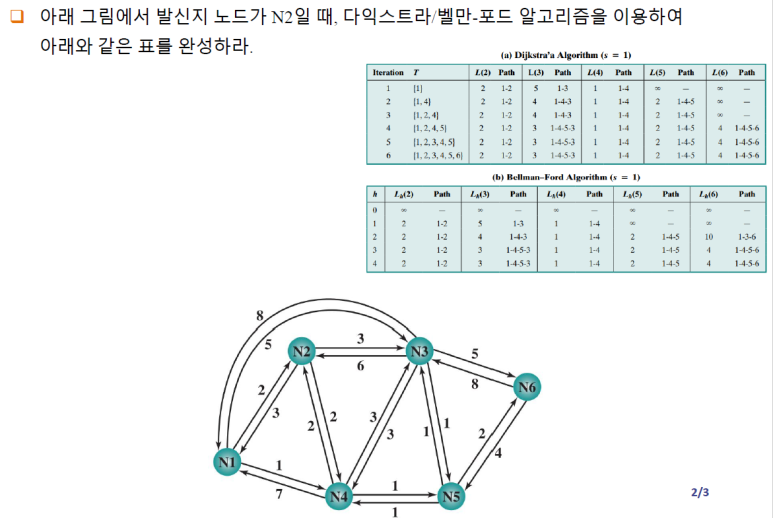 아래 그림에서 발신지 노드가 N2일 때, 다익스트라/벨만-포드 알고리즘을 이용하여
아래와 같은 표를 완성하라.
(a) Dijkstra'a Algorithm (s = 1)
Iteration T L(2) Path L(3) Path L(4) Path L(5) Path L(6) Path
1 {1} 2 1-2 5 1-3 1 1-4 ∞ – ∞ –
2 {1, 4} 2 1-2 4 1-4-3 1 1-4 2 1-4-5 ∞ –
3 {1, 2, 4} 2 1-2 4 1-4-3 1 1-4 2 1-4-5 ∞ –
4 {1, 2, 4, 5} 2 1-2 3 1-4-5-3 1 1-4 2 1-4-5 4 1-4-5-6
5 {1, 2, 3, 4, 5} 2 1-2 3 1-4-5-3 1 1-4 2 1-4-5 4 1-4-5-6
6 {1, 2, 3, 4, 5, 6} 2 1-2 3 1-4-5-3 1 1-4 2 1-4-5 4 1-4-5-6
(b) Bellman–Ford Algorithm (s = 1)
h Lh(2) Path Lh(3) Path Lh(4) Path Lh(5) Path Lh(6) Path
0 ∞ – ∞ – ∞ – ∞ – ∞ –
1 2 1-2 5 1-3 1 1-4 ∞ – ∞ –
2 2 1-2 4 1-4-3 1 1-4 2 1-4-5 10 1-3-6
3 2 1-2 3 1-4-5-3 1 1-4 2 1-4-5 4 1-4-5-6
4 2 1-2 3 1-4-5-3 1 1-4 2 1-4-5 4 1-4-5-6
8
5
N2
3
6
N3
5
8
N6
2
3
2
2
3
3
1
1
2
4
N1
1
7
N4
1
1
N5
2/3